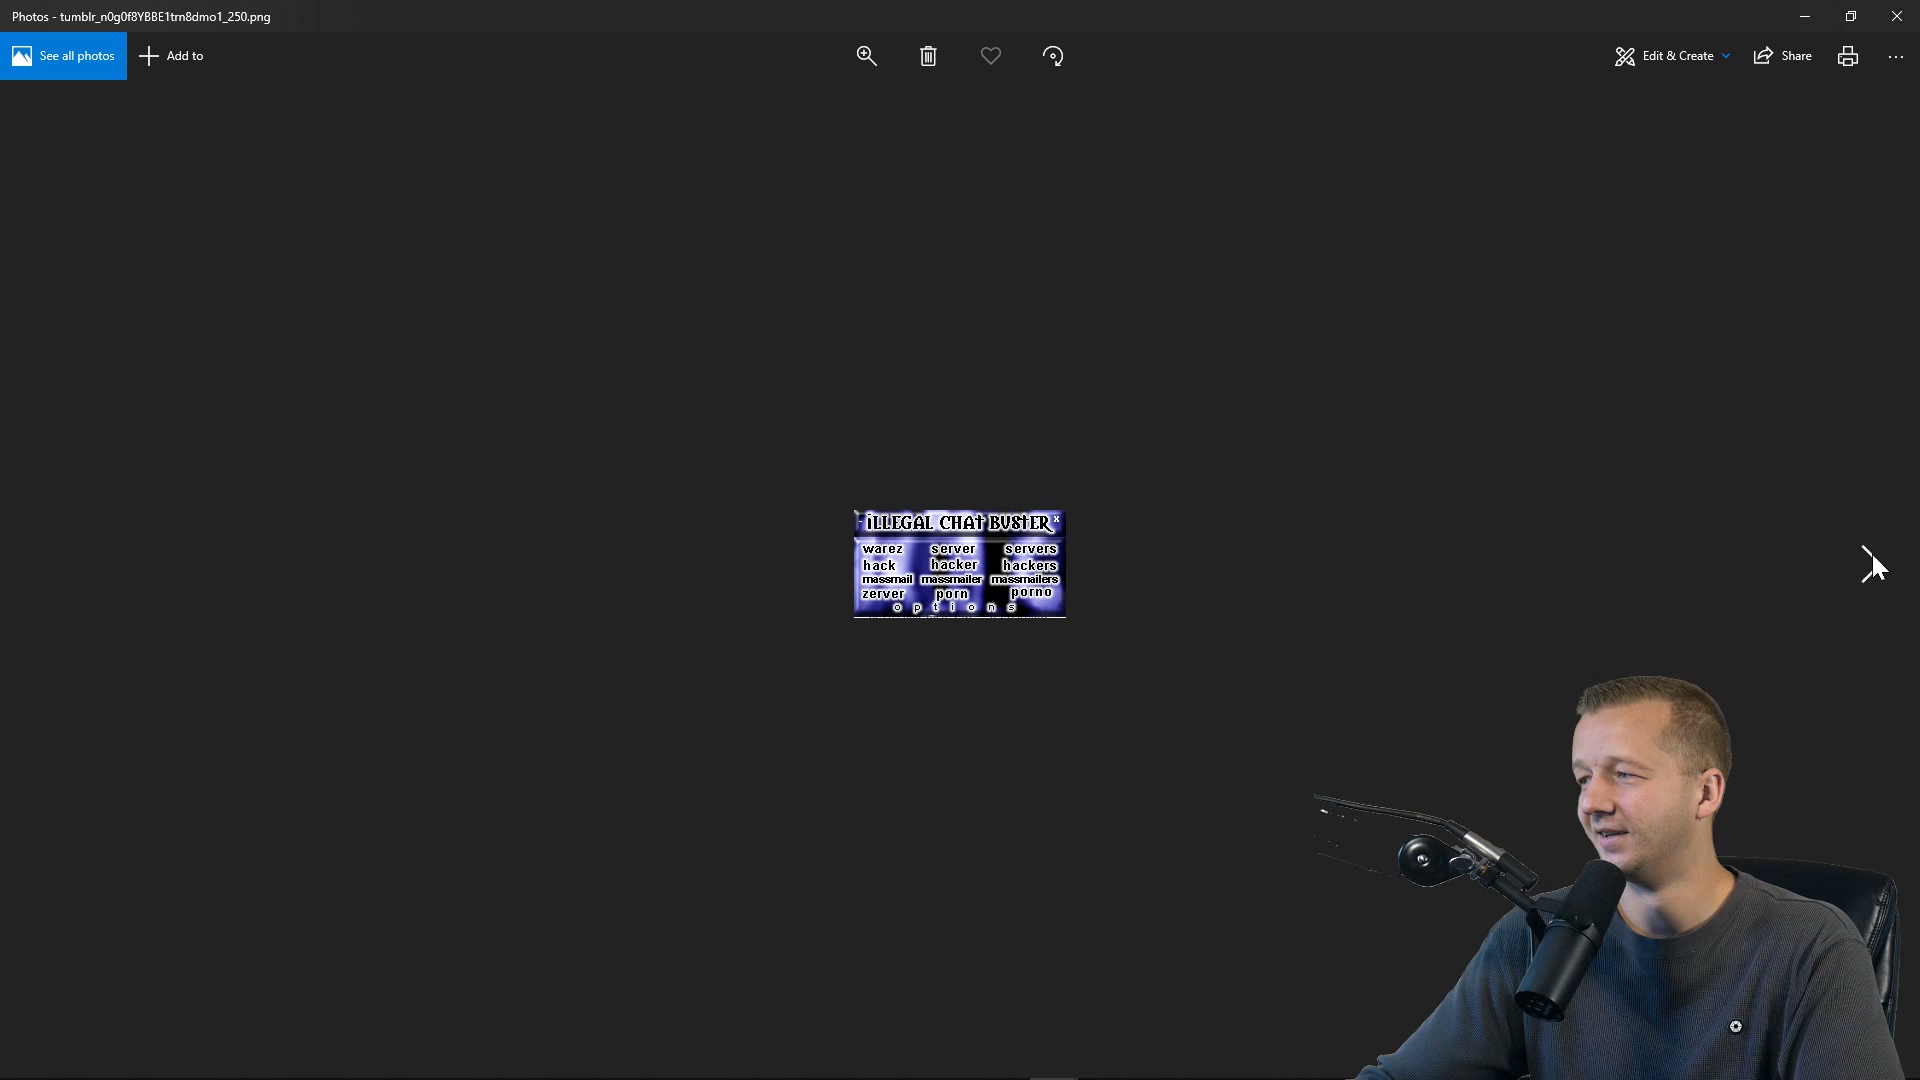 Photos - tumblr_n0g0f8YBBE1trn8dmo1_250.png
See all photos
Add to
Edit & Create
Share
iLLEGAL CHAt BUStER x
warez server servers
hack hacker hackers
massmail massmailer massmailers
zerver porn porno
o p t i o n s